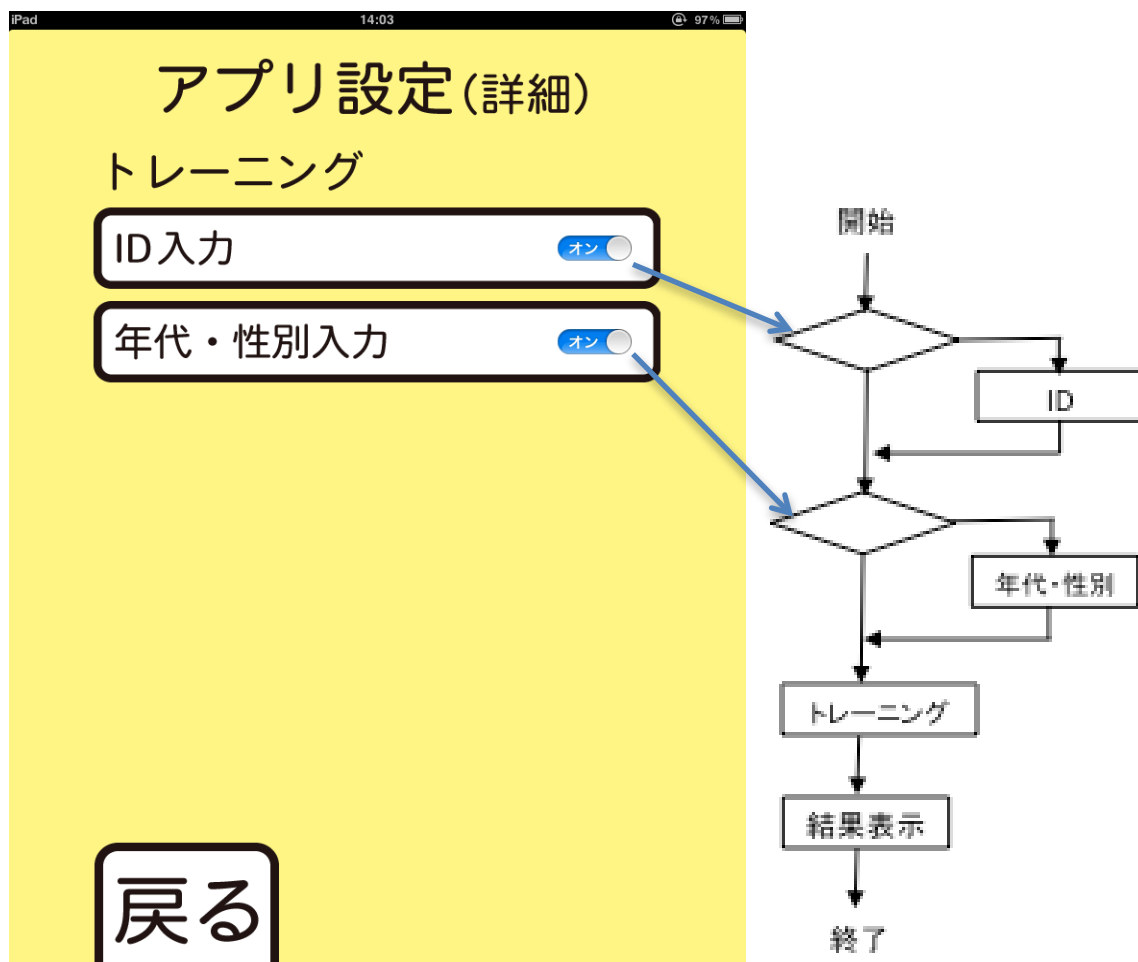 iPad 14:03 97%
アプリ設定(詳細)
トレーニング
ID入力 オン
年代・性別入力 オン
戻る
開始
ID
年代・性別
トレーニング
結果表示
終了